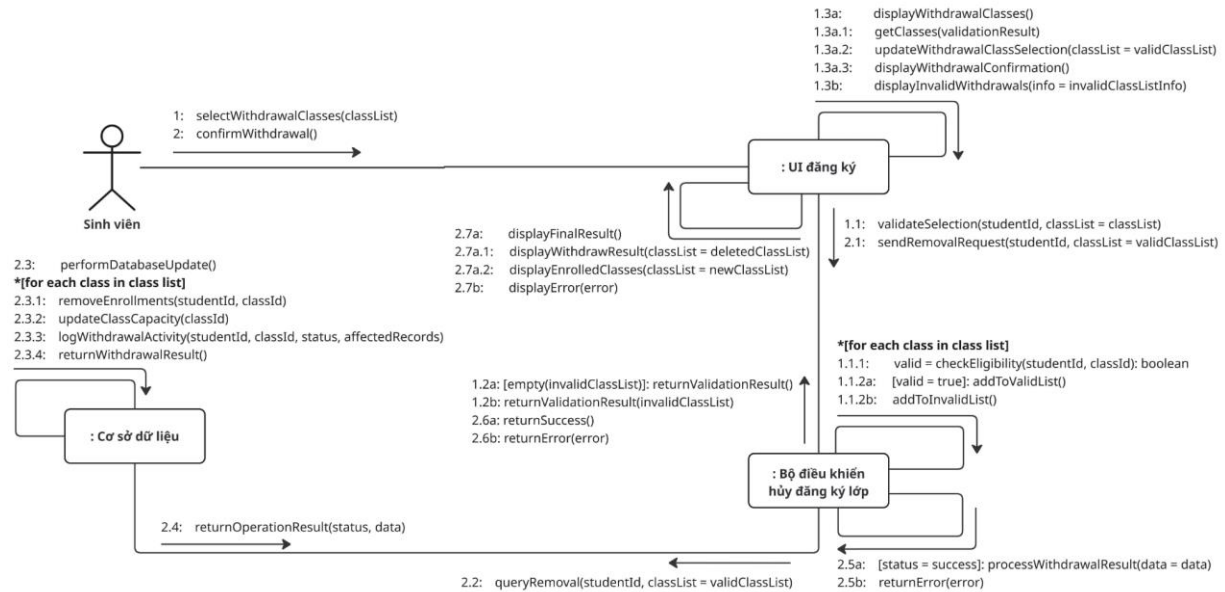 1.3a: displayWithdrawalClasses()
1.3a.1: getClasses(validationResult)
1.3a.2: updateWithdrawalClassSelection(classList = validClassList)
1.3a.3: displayWithdrawalConfirmation()
1.3b: displayInvalidWithdrawals(info = invalidClassListInfo)
1: selectWithdrawalClasses(classList)
2: confirmWithdrawal()
Sinh viên
: UI đăng ký
1.1: validateSelection(studentId, classList = classList)
2.1: sendRemovalRequest(studentId, classList = validClassList)
2.7a: displayFinalResult()
2.7a.1: displayWithdrawResult(classList = deletedClassList)
2.7a.2: displayEnrolledClasses(classList = newClassList)
2.7b: displayError(error)
2.3: performDatabaseUpdate()
*[for each class in class list]
2.3.1: removeEnrollments(studentId, classId)
2.3.2: updateClassCapacity(classId)
2.3.3: logWithdrawalActivity(studentId, classId, status, affectedRecords)
2.3.4: returnWithdrawalResult()
*[for each class in class list]
1.1.1: valid = checkEligibility(studentId, classId): boolean
1.1.2a: [valid = true]: addToValidList()
1.1.2b: addToInvalidList()
1.2a: [empty(invalidClassList)]: returnValidationResult()
1.2b: returnValidationResult(invalidClassList)
2.6a: returnSuccess()
2.6b: returnError(error)
: Cơ sở dữ liệu
: Bộ điều khiển
hủy đăng ký lớp
2.4: returnOperationResult(status, data)
2.5a: [status = success]: processWithdrawalResult(data = data)
2.5b: returnError(error)
2.2: queryRemoval(studentId, classList = validClassList)